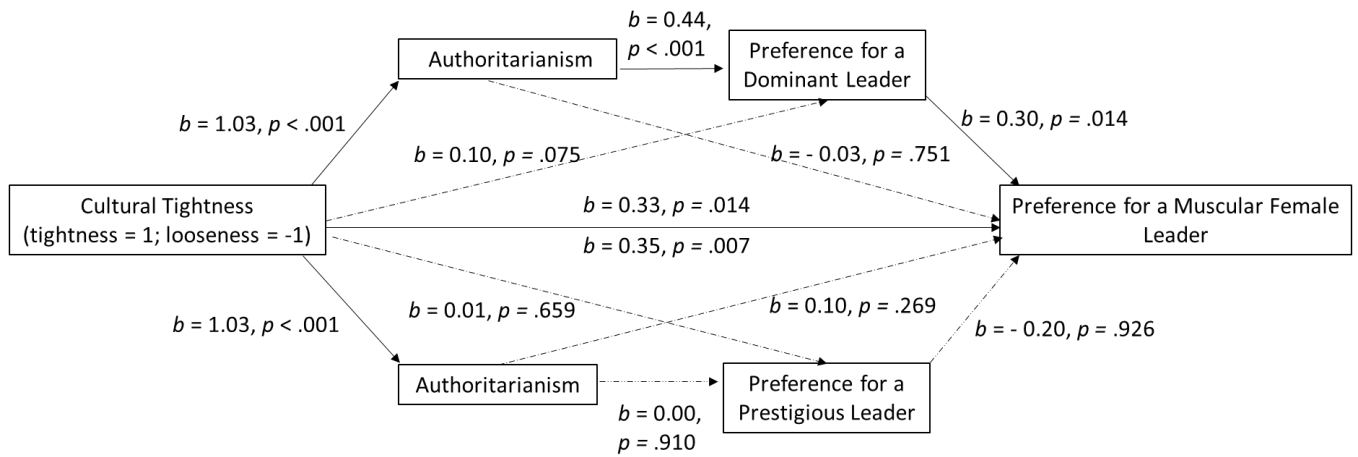 b = 0.44,
p < .001
Authoritarianism
Preference for a
Dominant Leader
b = 1.03, p < .001
b = 0.30, p = .014
b = 0.10, p = .075
b = - 0.03, p = .751
Cultural Tightness
(tightness = 1; looseness = -1)
b = 0.33, p = .014
b = 0.35, p = .007
Preference for a Muscular Female
Leader
b = 1.03, p < .001
b = 0.01, p = .659
b = 0.10, p = .269
b = - 0.20, p = .926
Authoritarianism
Preference for a
Prestigious Leader
b = 0.00,
p = .910